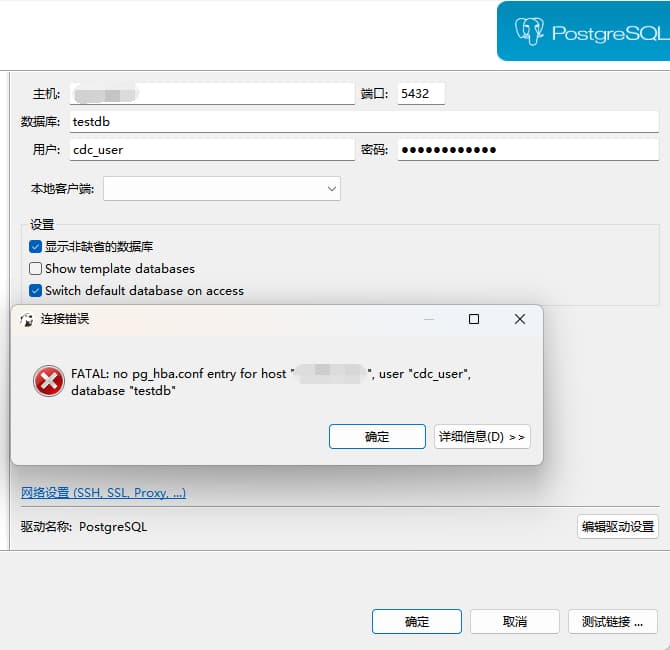 PostgreSQL
主机:
端口: 5432
数据库: testdb
用户: cdc_user
密码: ●●●●●●●●●●●●
本地客户端:
设置
显示非缺省的数据库
Show template databases
Switch default database on access
连接错误
FATAL: no pg_hba.conf entry for host "", user "cdc_user",
database "testdb"
确定
详细信息(D) >>
网络设置 (SSH, SSL, Proxy, ...)
驱动名称: PostgreSQL
编辑驱动设置
确定
取消
测试链接 ...